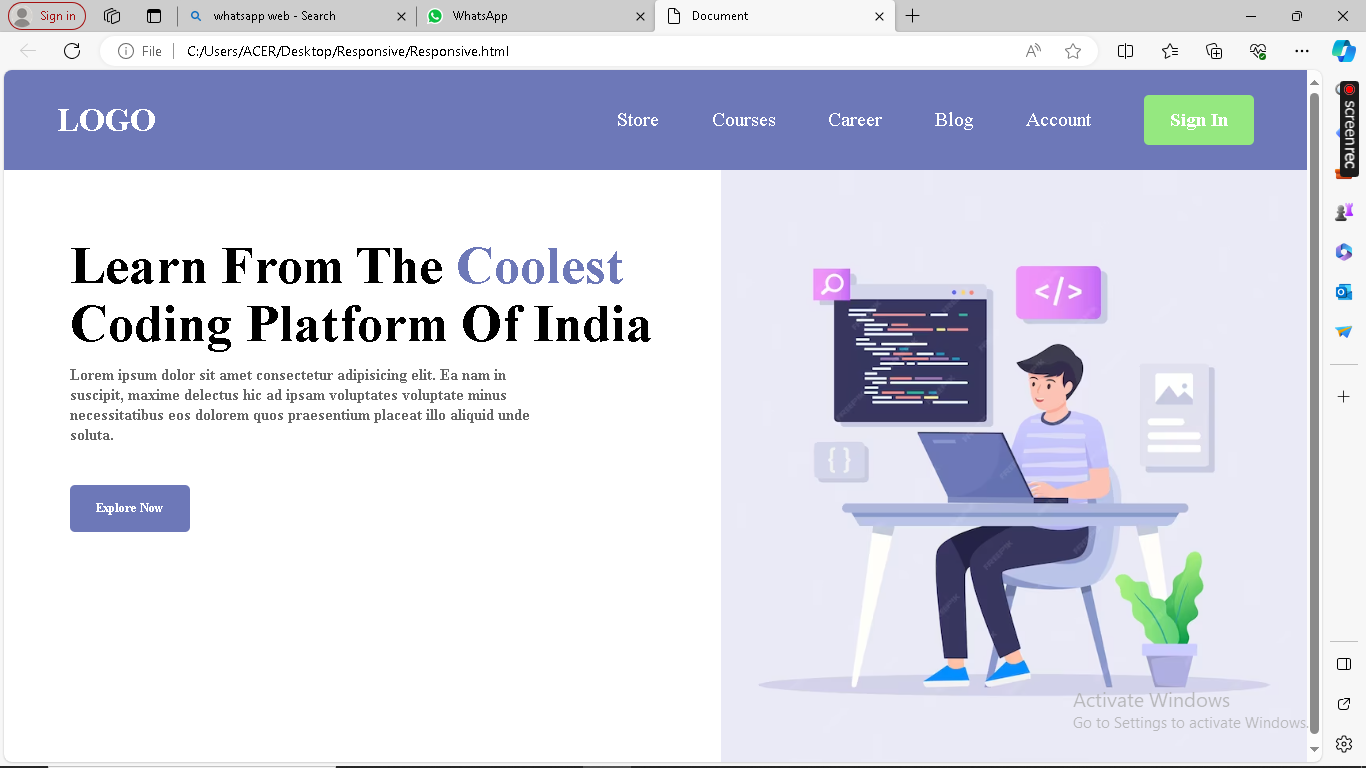 Sign in
whatsapp web - Search
WhatsApp
Document
File
C:/Users/ACER/Desktop/Responsive/Responsive.html
screenrec
LOGO
Store
Courses
Career
Blog
Account
Sign In
Learn From The Coolest
Coding Platform Of India
Lorem ipsum dolor sit amet consectetur adipisicing elit. Ea nam in
suscipit, maxime delectus hic ad ipsam voluptates voluptate minus
necessitatibus eos dolorem quos praesentium placeat illo aliquid unde
soluta.
Explore Now
</>
{}
Activate Windows
Go to Settings to activate Windows.